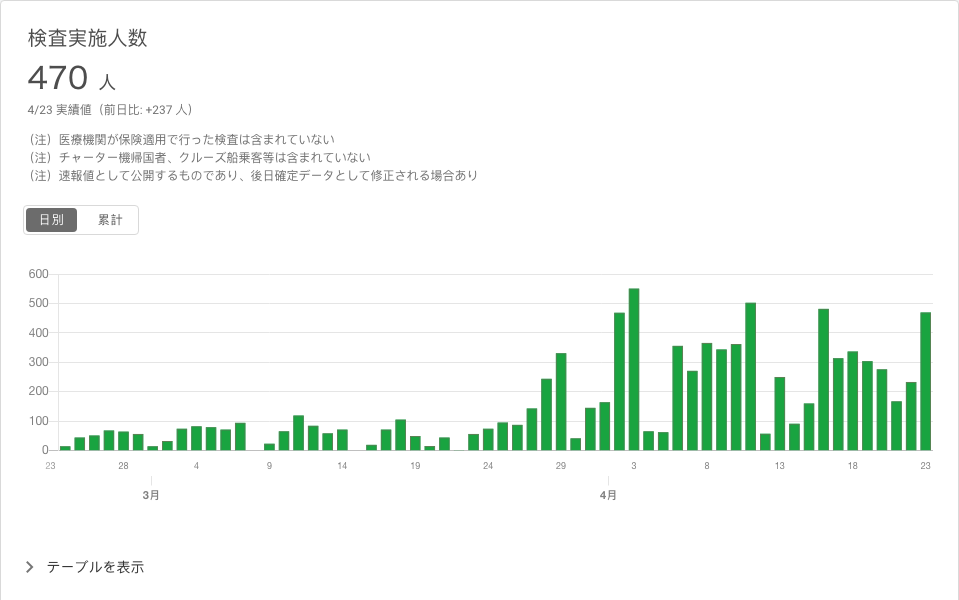 検査実施人数
470 人
4/23 実績値（前日比: +237 人）
（注）医療機関が保険適用で行った検査は含まれていない
（注）チャーター機帰国者、クルーズ船乗客等は含まれていない
（注）速報値として公開するものであり、後日確定データとして修正される場合あり
日別 累計
600
500
400
300
200
100
0
23 28 4 9 14 19 24 29 3 8 13 18 23
3月 4月
テーブルを表示